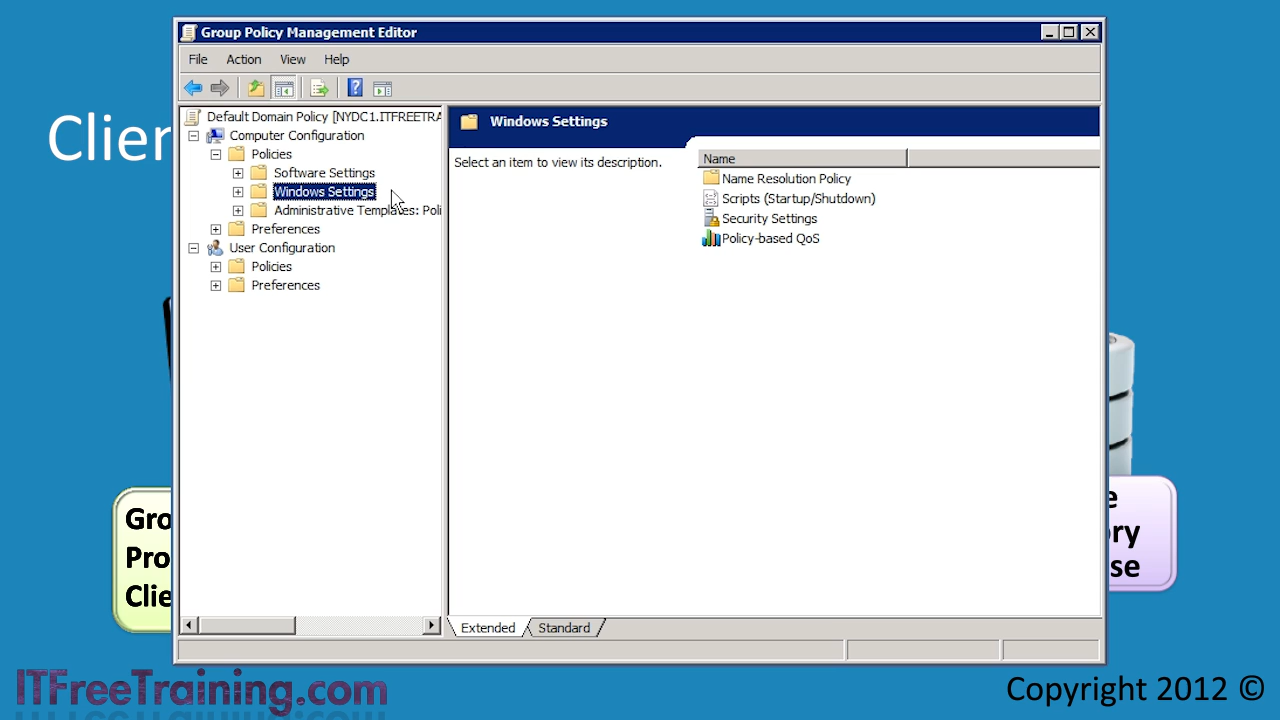 Group Policy Management Editor
File Action View Help
Clier
Default Domain Policy [NYDC1.ITFREETRA
Computer Configuration
Policies
Software Settings
Windows Settings
Administrative Templates: Poli
Preferences
User Configuration
Policies
Preferences
Windows Settings
Select an item to view its description.
Name
Name Resolution Policy
Scripts (Startup/Shutdown)
Security Settings
Policy-based QoS
Gro
Pro
Clie
e
ory
se
Extended Standard
ITFreeTraining.com
Copyright 2012 ©